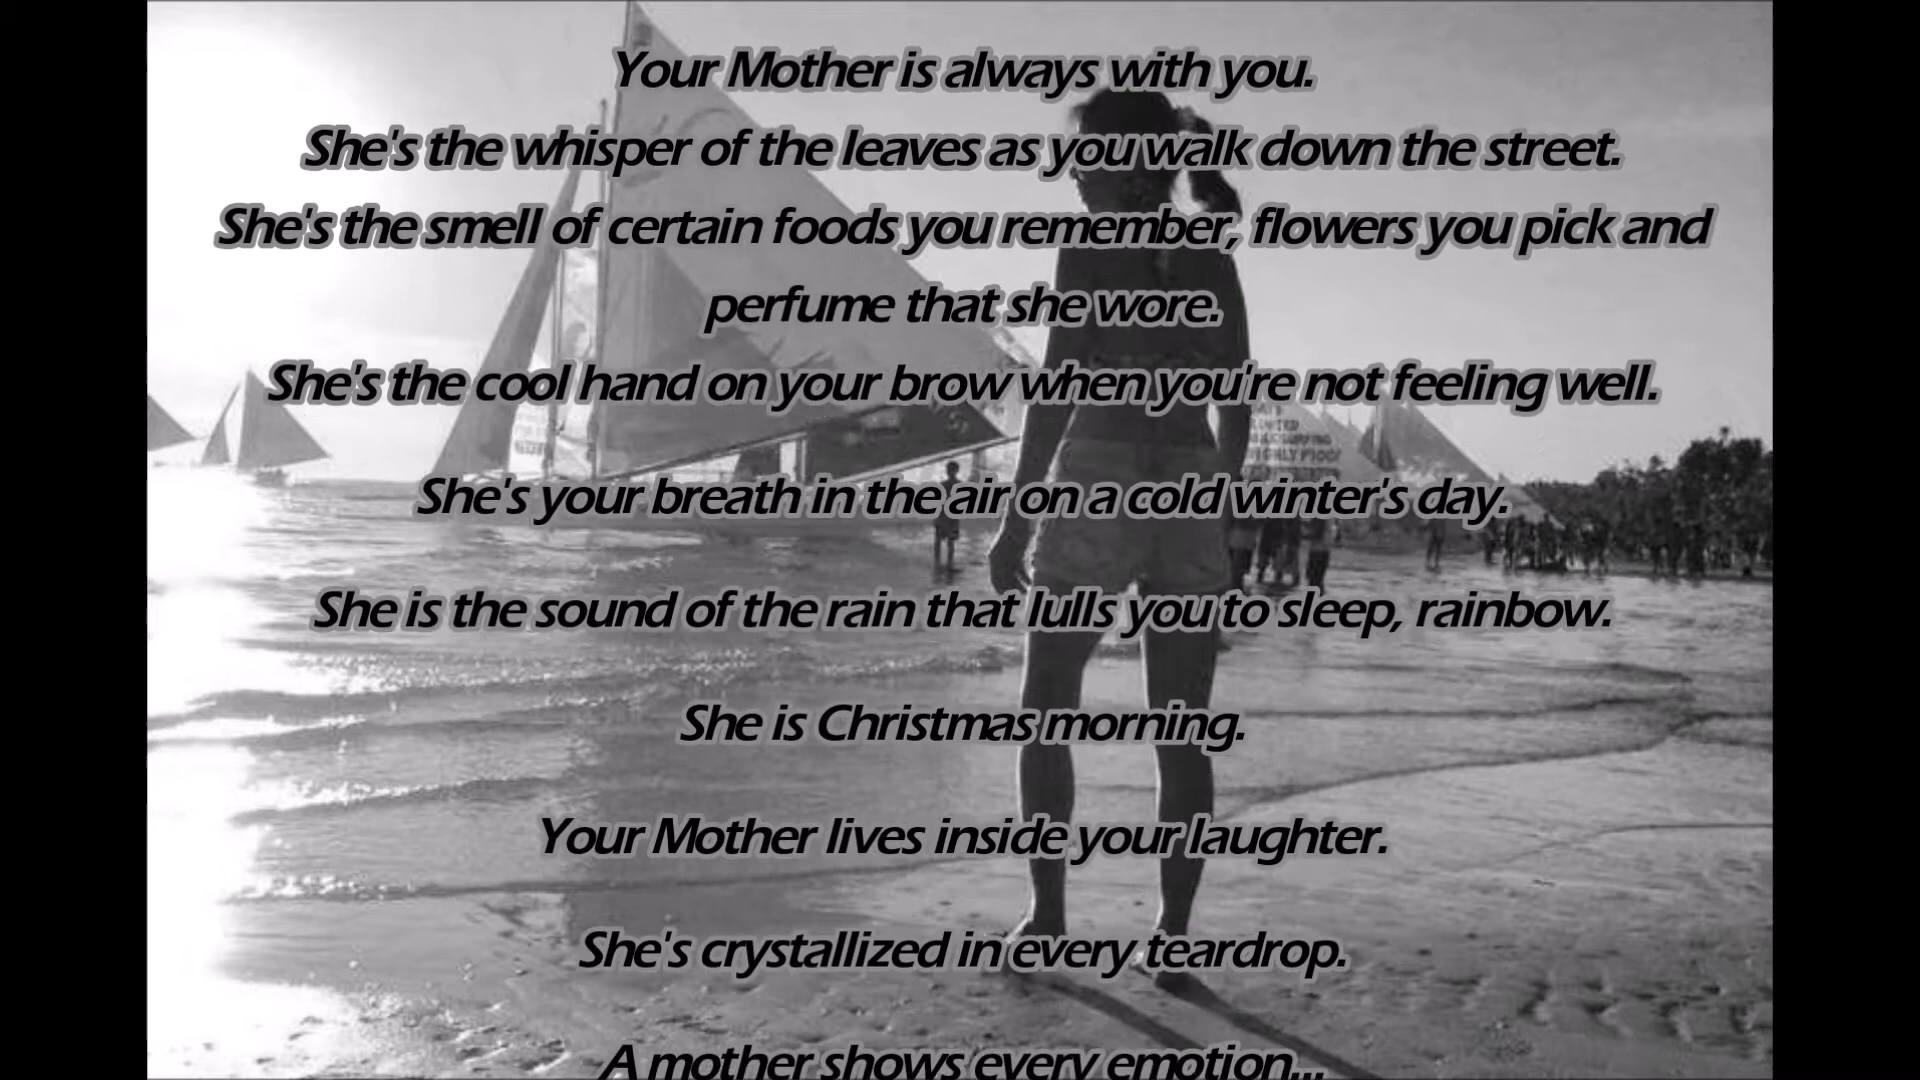 Your Mother is always with you.
She's the whisper of the leaves as you walk down the street.
She's the smell of certain foods you remember, flowers you pick and
perfume that she wore.
She's the cool hand on your brow when you're not feeling well.
She's your breath in the air on a cold winter's day.
She is the sound of the rain that lulls you to sleep, rainbow.
She is Christmas morning.
Your Mother lives inside your laughter.
She's crystallized in every teardrop.
A mother shows every emotion...